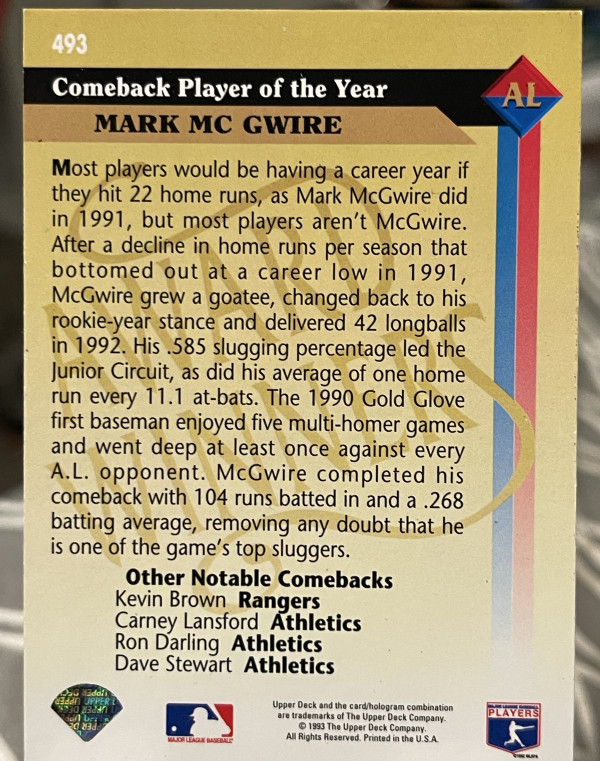 493
Comeback Player of the Year
AL
MARK MC GWIRE
Most players would be having a career year if
they hit 22 home runs, as Mark McGwire did
in 1991, but most players aren't McGwire.
After a decline in home runs per season that
bottomed out at a career low in 1991,
McGwire grew a goatee, changed back to his
rookie-year stance and delivered 42 longballs
in 1992. His .585 slugging percentage led the
Junior Circuit, as did his average of one home
run every 11.1 at-bats. The 1990 Gold Glove
first baseman enjoyed five multi-homer games
and went deep at least once against every
A.L. opponent. McGwire completed his
comeback with 104 runs batted in and a .268
batting average, removing any doubt that he
is one of the game's top sluggers.
AWARD
WINNERS
Other Notable Comebacks
Kevin Brown Rangers
Carney Lansford Athletics
Ron Darling Athletics
Dave Stewart Athletics
UPPER
MAJOR LEAGUE BASEBALL
Upper Deck and the card/hologram combination
are trademarks of The Upper Deck Company.
© 1993 The Upper Deck Company.
All Rights Reserved. Printed in the U.S.A.
MAJOR LEAGUE BASEBALL
PLAYERS